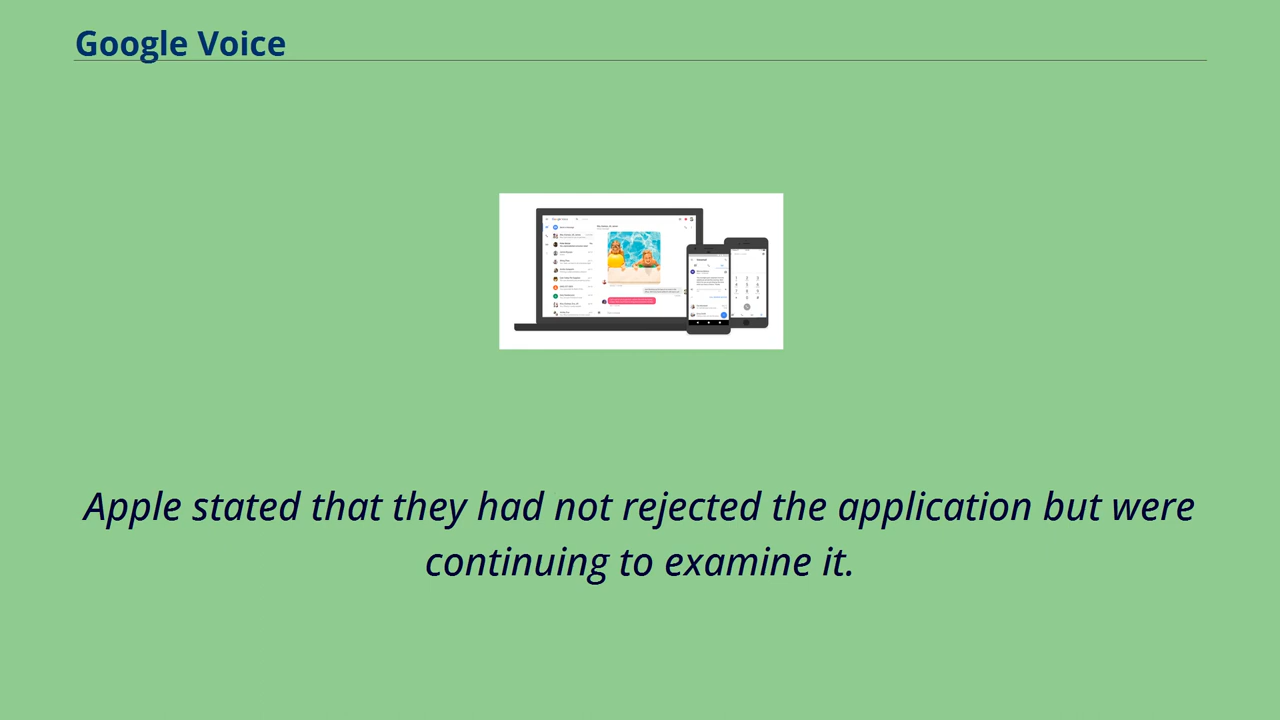 Google Voice
Apple stated that they had not rejected the application but were
continuing to examine it.